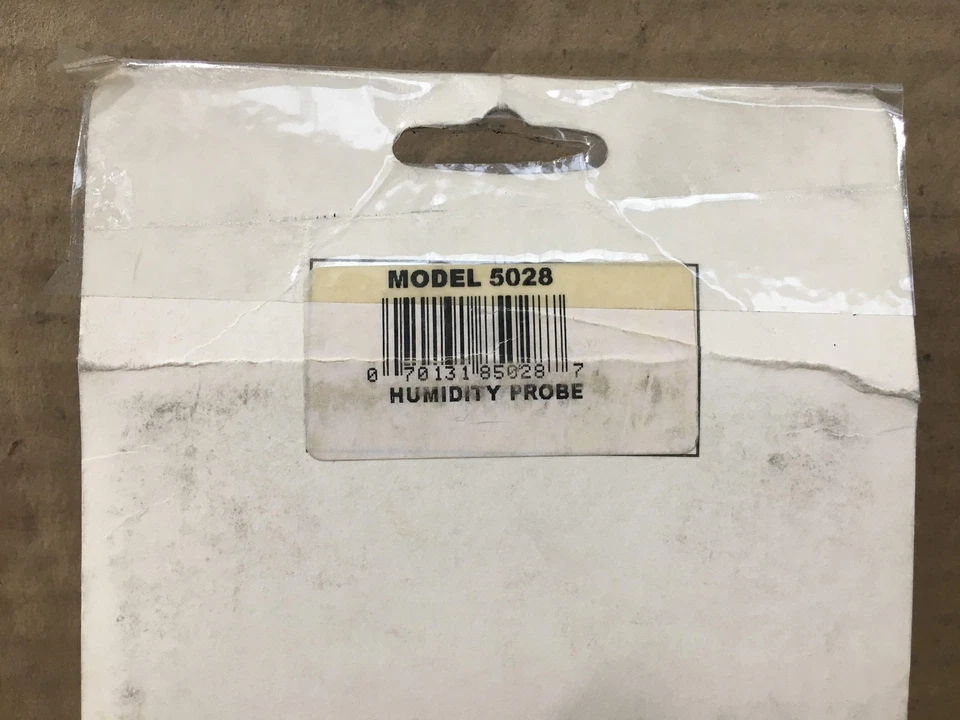 MODEL 5028
0 70131 85028 7
HUMIDITY PROBE